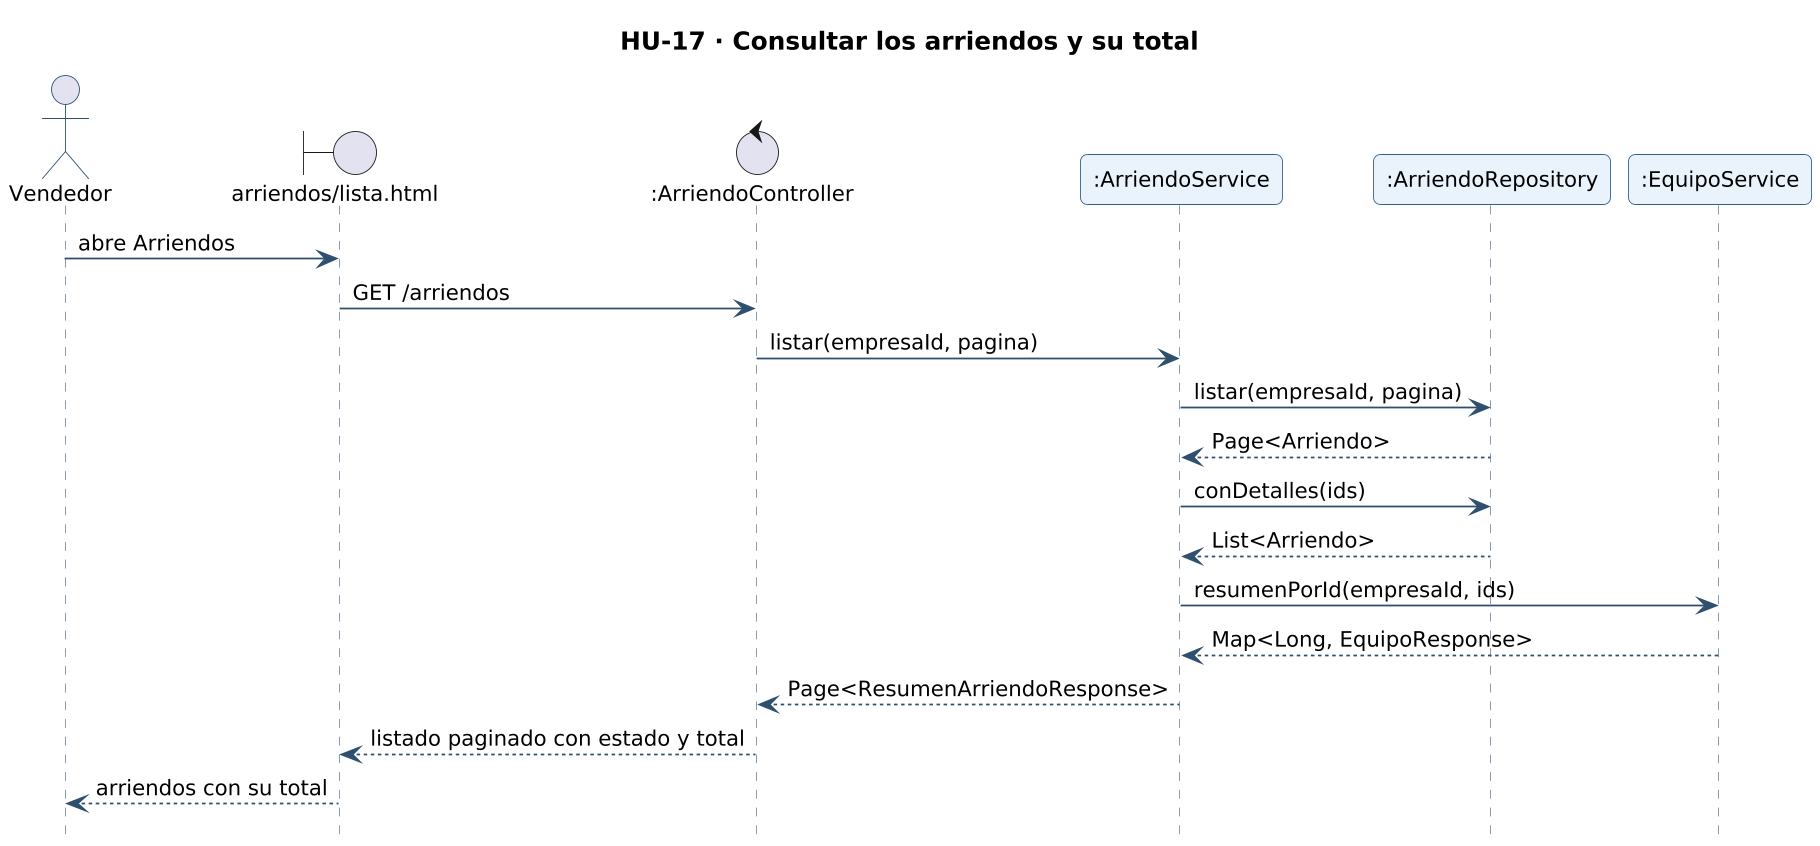 HU-17 · Consultar los arriendos y su total
Vendedor
arriendos/lista.html
:ArriendoController
:ArriendoService
:ArriendoRepository
:EquipoService
abre Arriendos
GET /arriendos
listar(empresaId, pagina)
listar(empresaId, pagina)
Page<Arriendo>
conDetalles(ids)
List<Arriendo>
resumenPorId(empresaId, ids)
Map<Long, EquipoResponse>
Page<ResumenArriendoResponse>
listado paginado con estado y total
arriendos con su total